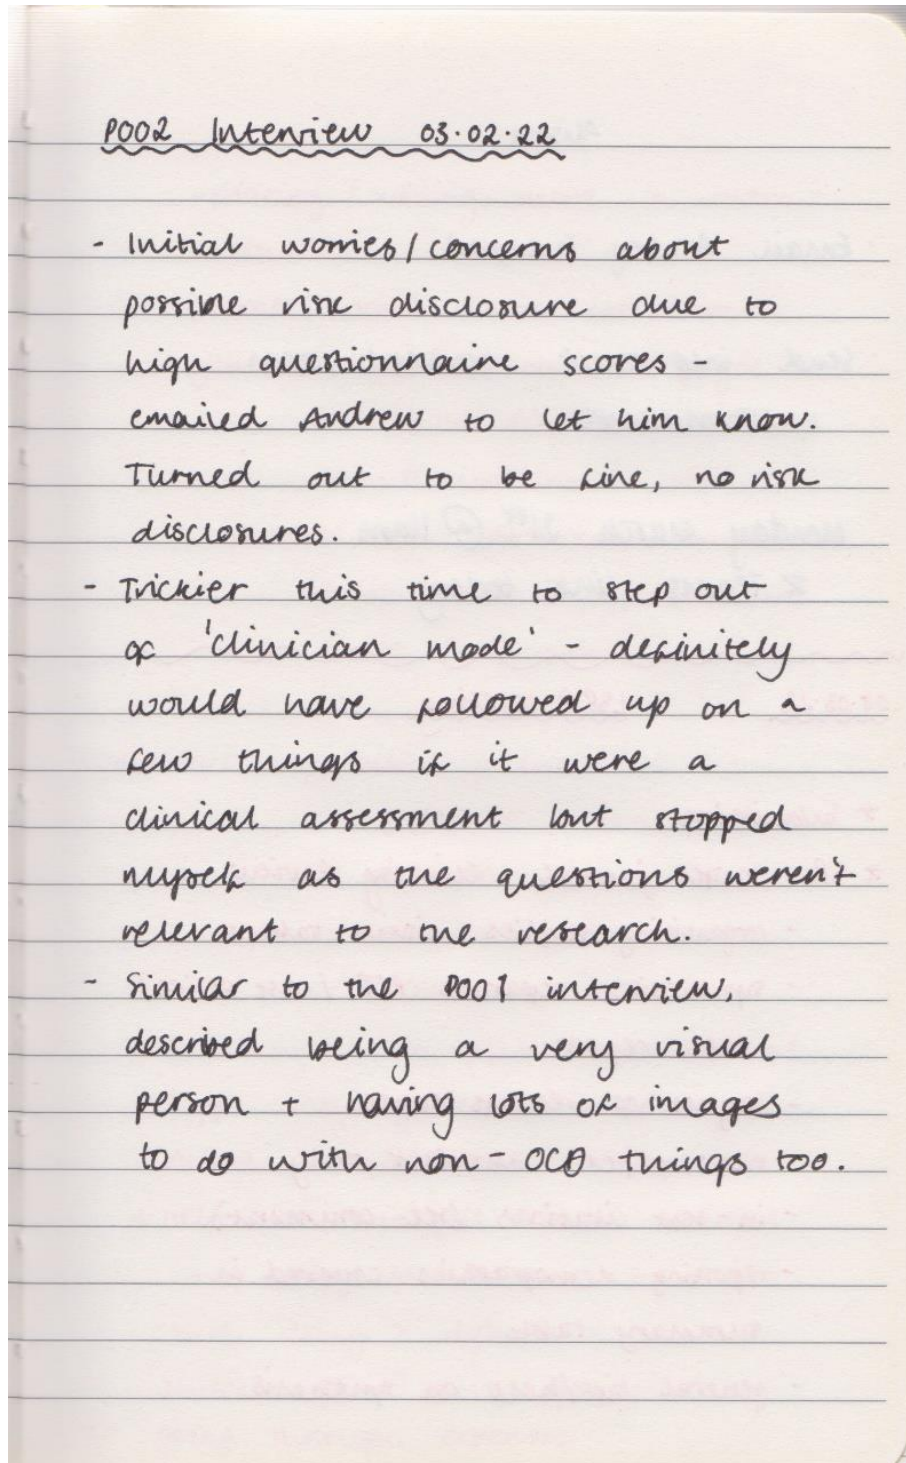 P002 Interview 03.02.22
- Initial worries/concerns about
possible risk disclosure due to
high questionnaire scores -
emailed Andrew to let him know.
Turned out to be fine, no risk
disclosures.
- Trickier this time to step out
of 'clinician mode' - definitely
would have followed up on a
few things if it were a
clinical assessment but stopped
myself as the questions weren't
relevant to the research.
- Similar to the P001 interview,
described being a very visual
person + having lots of images
to do with non-OCD things too.